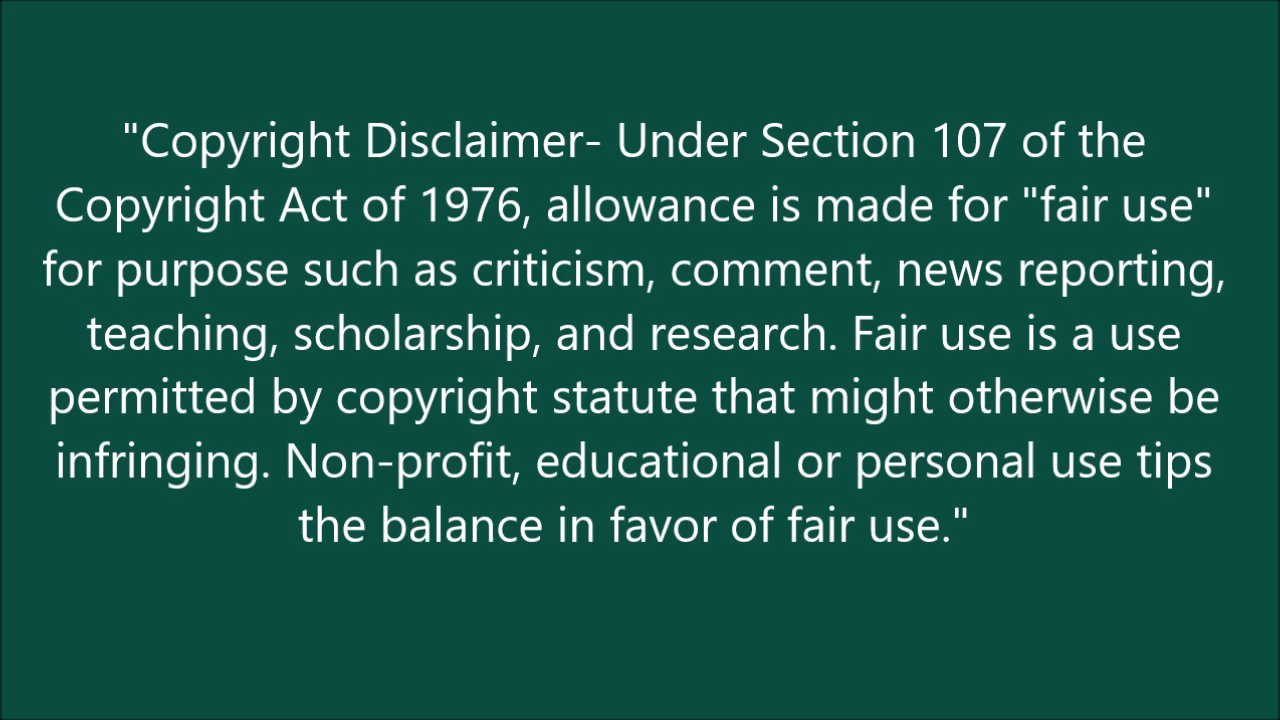 "Copyright Disclaimer- Under Section 107 of the
Copyright Act of 1976, allowance is made for "fair use"
for purpose such as criticism, comment, news reporting,
teaching, scholarship, and research. Fair use is a use
permitted by copyright statute that might otherwise be
infringing. Non-profit, educational or personal use tips
the balance in favor of fair use."